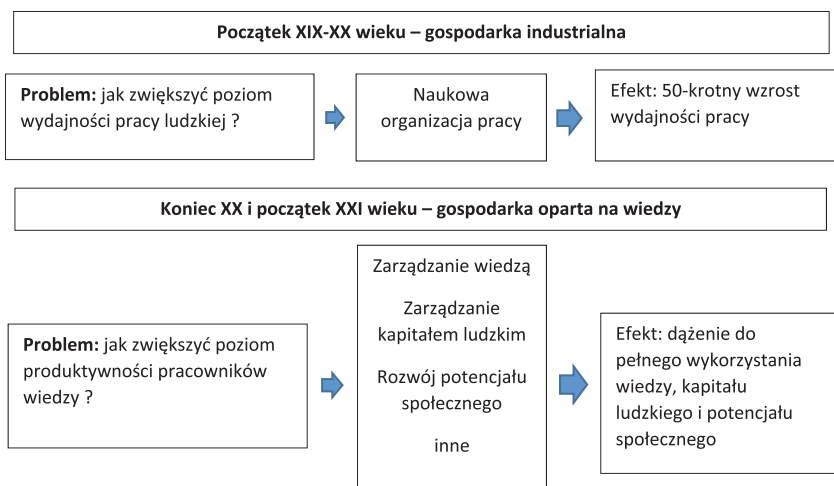 Początek XIX-XX wieku – gospodarka industrialna
Problem: jak zwiększyć poziom
wydajności pracy ludzkiej ?
Naukowa
organizacja pracy
Efekt: 50-krotny wzrost
wydajności pracy
Koniec XX i początek XXI wieku – gospodarka oparta na wiedzy
Problem: jak zwiększyć poziom
produktywności pracowników
wiedzy ?
Zarządzanie wiedzą
Zarządzanie
kapitałem ludzkim
Rozwój potencjału
społecznego
inne
Efekt: dążenie do
pełnego wykorzystania
wiedzy, kapitału
ludzkiego i potencjału
społecznego